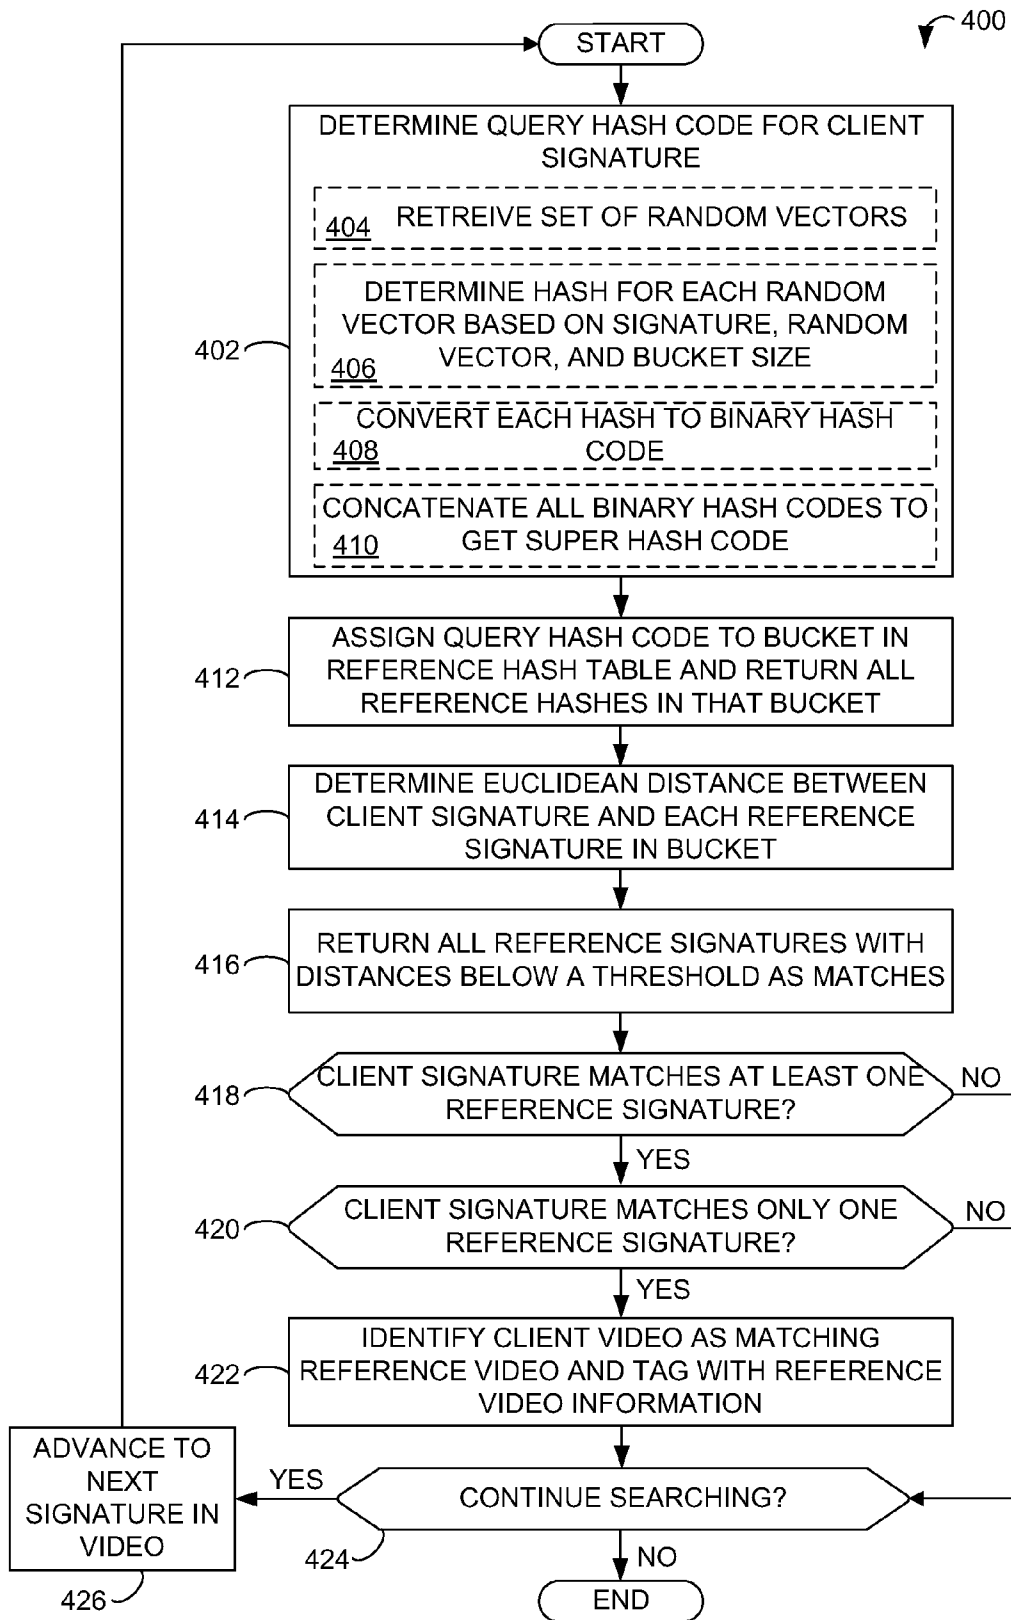 400
START
DETERMINE QUERY HASH CODE FOR CLIENT
SIGNATURE
RETREIVE SET OF RANDOM VECTORS
404
DETERMINE HASH FOR EACH RANDOM
VECTOR BASED ON SIGNATURE, RANDOM
VECTOR, AND BUCKET SIZE
406
402
CONVERT EACH HASH TO BINARY HASH
CODE
408
CONCATENATE ALL BINARY HASH CODES TO
GET SUPER HASH CODE
410
ASSIGN QUERY HASH CODE TO BUCKET IN
REFERENCE HASH TABLE AND RETURN ALL
REFERENCE HASHES IN THAT BUCKET
412
DETERMINE EUCLIDEAN DISTANCE BETWEEN
CLIENT SIGNATURE AND EACH REFERENCE
SIGNATURE IN BUCKET
414
RETURN ALL REFERENCE SIGNATURES WITH
DISTANCES BELOW A THRESHOLD AS MATCHES
416
CLIENT SIGNATURE MATCHES AT LEAST ONE
REFERENCE SIGNATURE?
418
NO
YES
CLIENT SIGNATURE MATCHES ONLY ONE
REFERENCE SIGNATURE?
420
NO
YES
IDENTIFY CLIENT VIDEO AS MATCHING
REFERENCE VIDEO AND TAG WITH REFERENCE
VIDEO INFORMATION
422
CONTINUE SEARCHING?
424
YES
ADVANCE TO
NEXT
SIGNATURE IN
VIDEO
426
NO
END